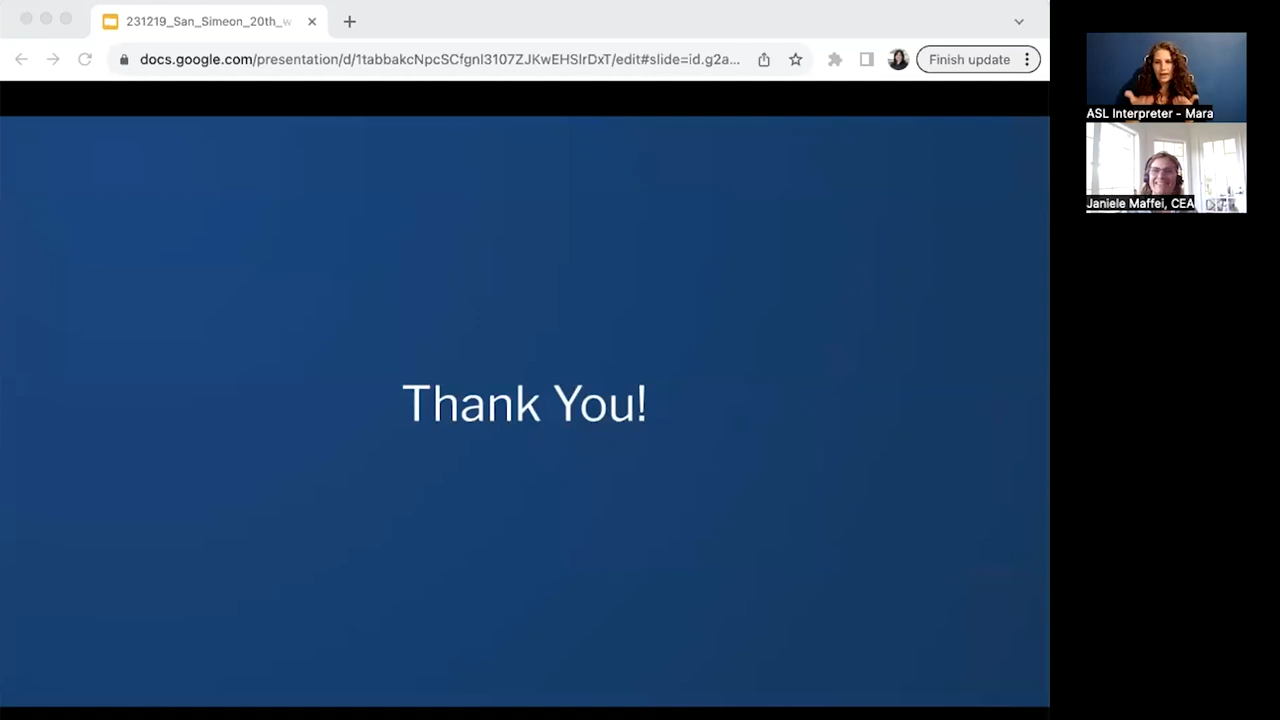 231219_San_Simeon_20th_w
docs.google.com/presentation/d/1tabbakcNpcSCfgnl3107ZJKwEHSlrDxT/edit#slide=id.g2a...
Finish update
Thank You!
ASL Interpreter - Mara
Janiele Maffei, CEA